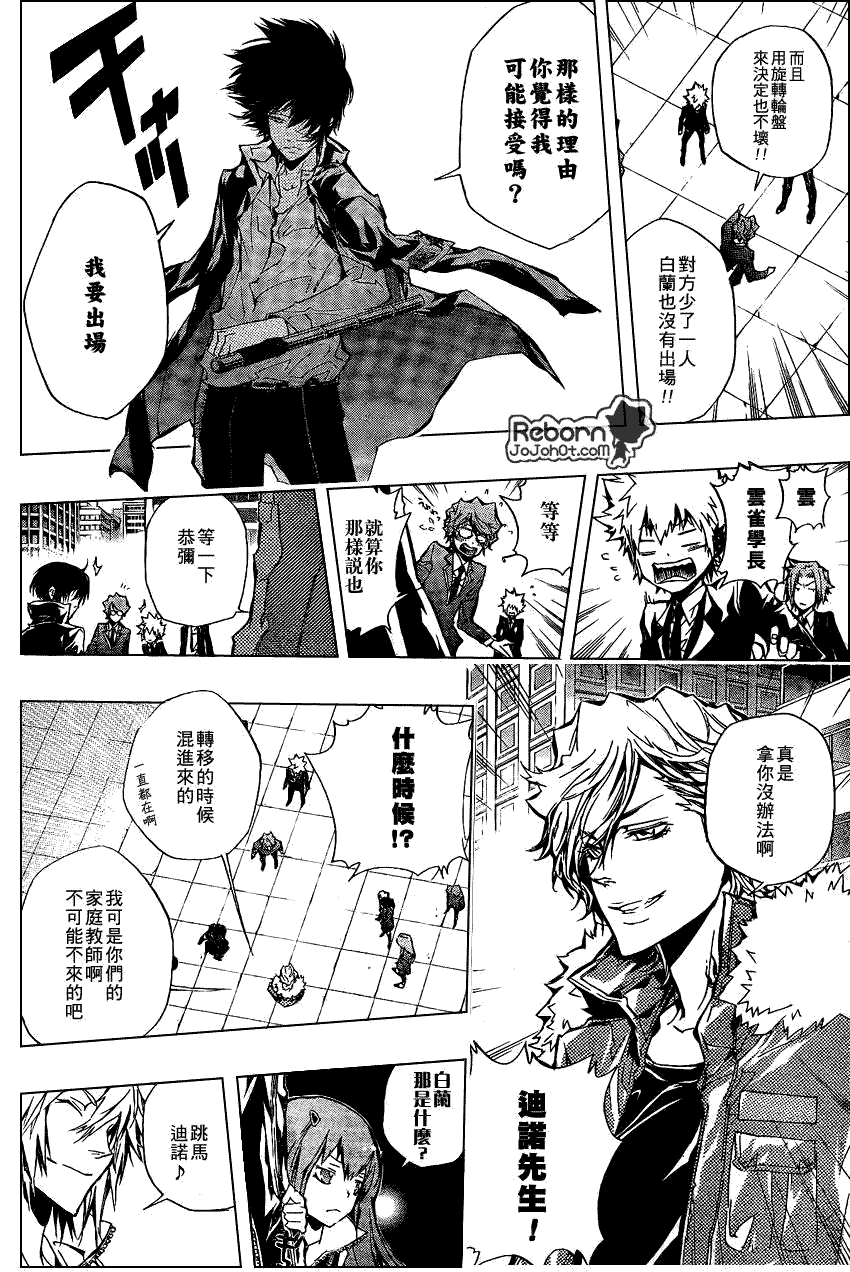 而且
用旋轉輪盤
來決定也不壞!!
對方少了一人
白蘭也沒有出場!!
那樣的理由
你覺得我
可能接受嗎？
チャッ
我要出場
Reborn
JoJoHOt.com
雲
雲雀學長
等等
就算你
那樣說也
等一下
恭彌
真是
拿你沒辦法啊
迪諾先生！
什麼時候!?
轉移的時候
混進來的
一直都在啊
我可是你們的
家庭教師啊
不可能不來的吧
白蘭
那是什麼？
跳馬
迪諾♪